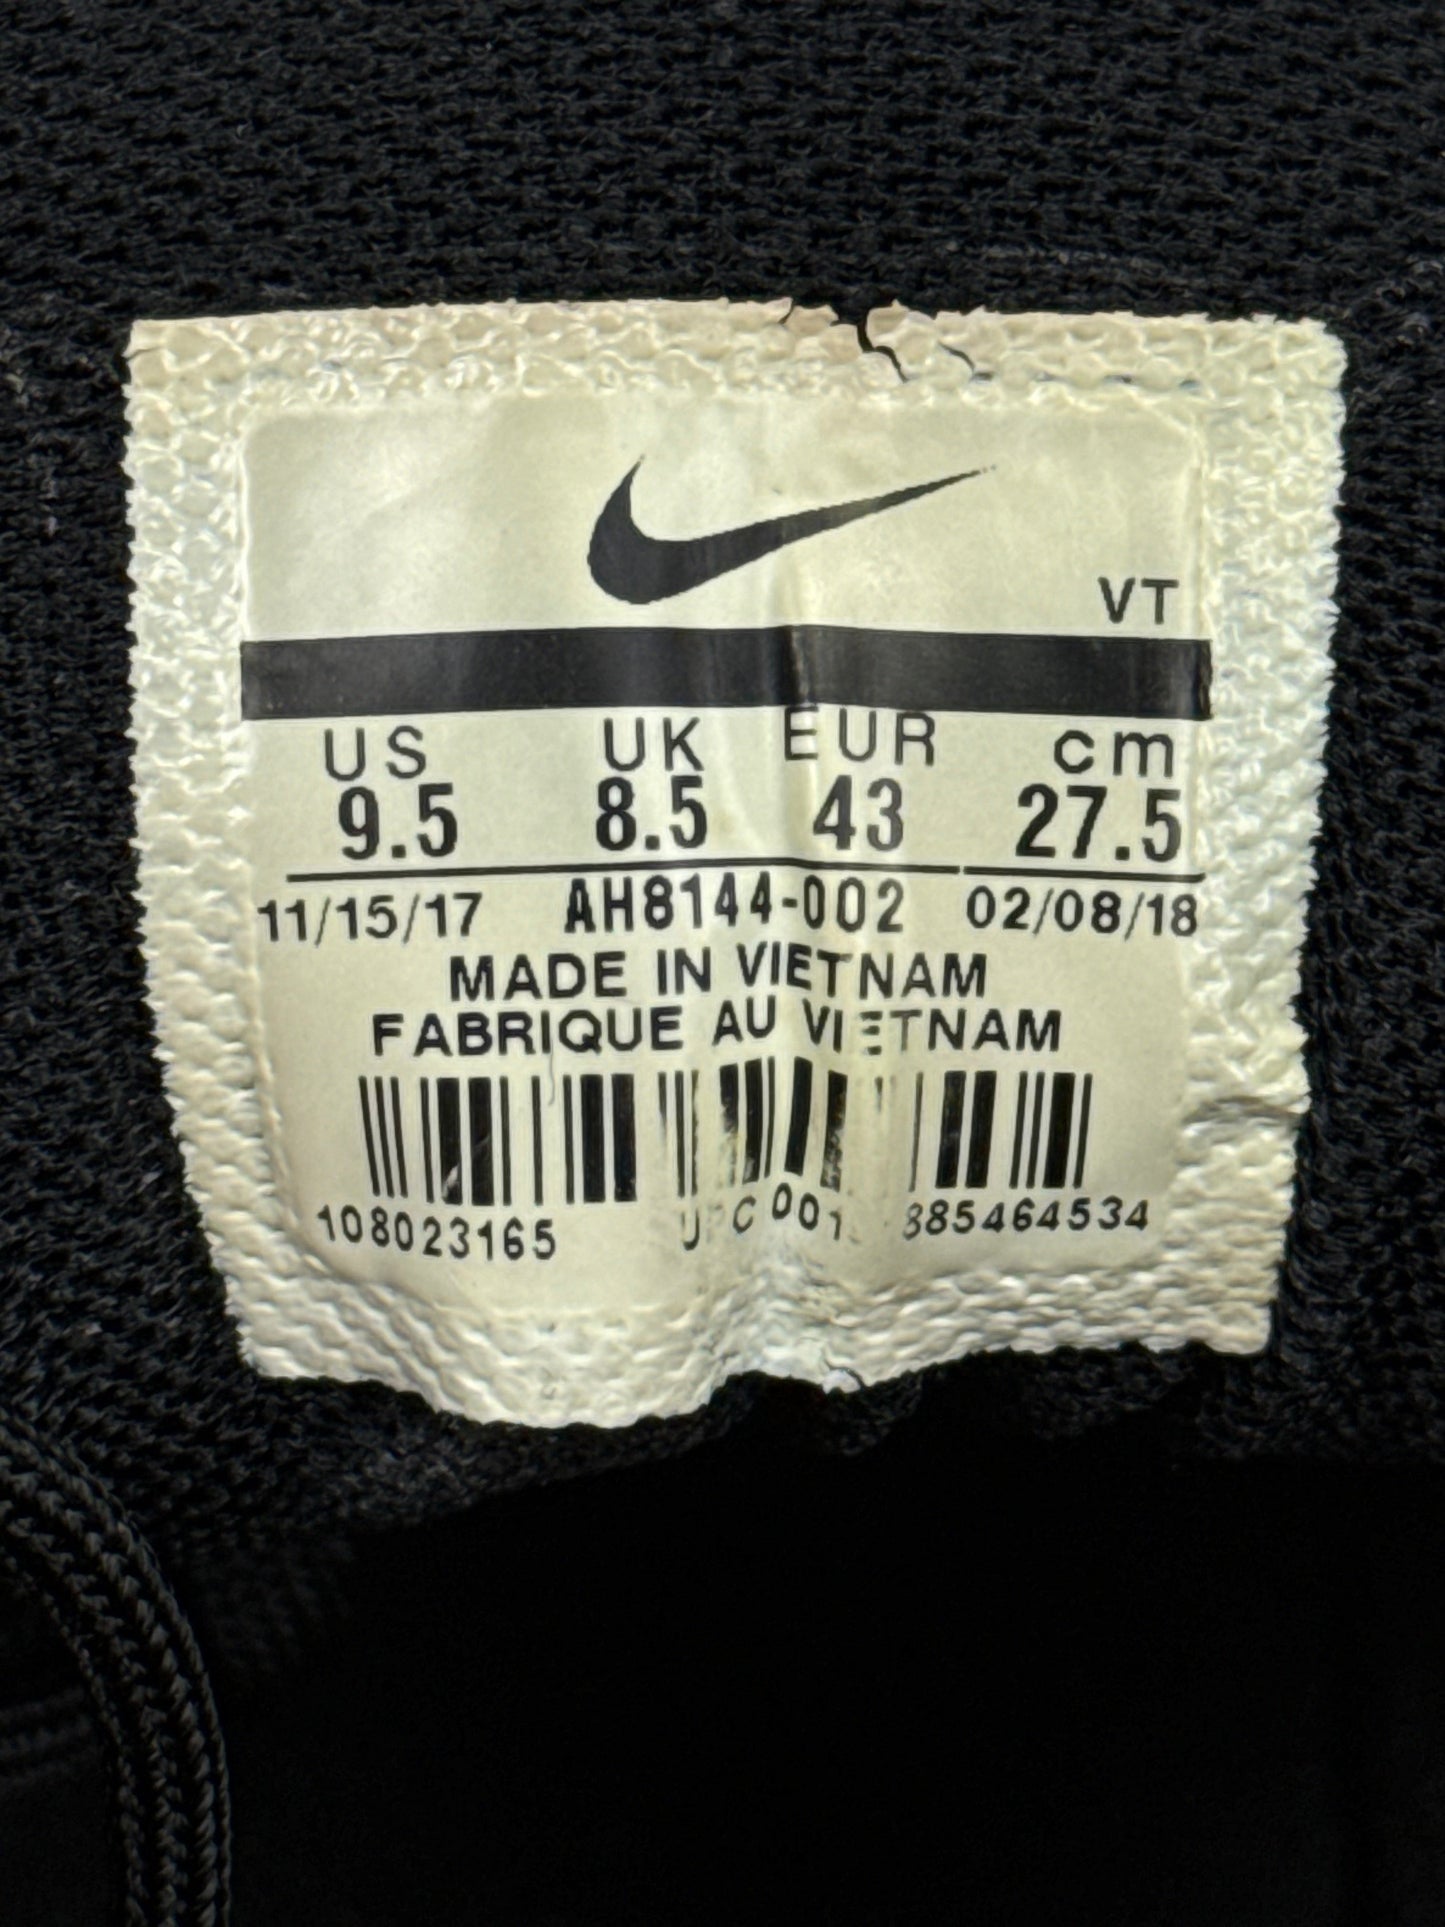 VT
US UK EUR cm
9.5 8.5 43 27.5
11/15/17 AH8144-002 02/08/18
MADE IN VIETNAM
FABRIQUE AU VIETNAM
108023165